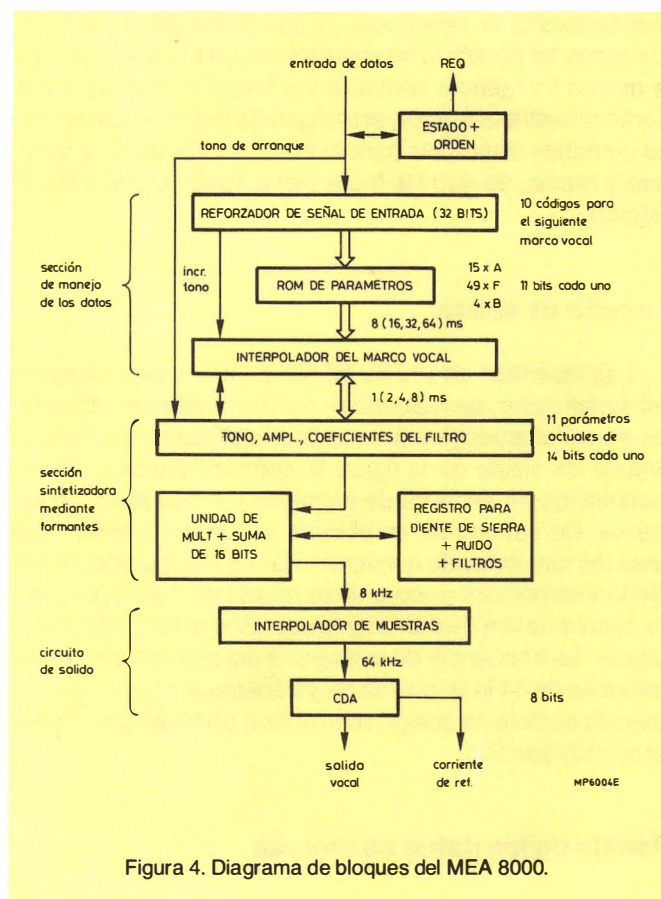 entrada de datos
REQ
ESTADO +
ORDEN
tono de arranque
REFORZADOR DE SEÑAL DE ENTRADA (32 BITS)
10 códigos para
el siguiente
marco vocal
sección
de manejo
de los datos
incr.
tono
ROM DE PARÁMETROS
15 x A
49 x F
4 x B
11 bits cada uno
8 (16,32,64) ms
INTERPOLADOR DEL MARCO VOCAL
1 (2,4,8) ms
TONO, AMPL., COEFICIENTES DEL FILTRO
11 parámetros
actuales de
14 bits cada uno
sección
sintetizadora
mediante
formantes
UNIDAD DE
MULT + SUMA
DE 16 BITS
REGISTRO PARA
DIENTE DE SIERRA
+ RUIDO
+ FILTROS
8 kHz
INTERPOLADOR DE MUESTRAS
circuito
de salida
64 kHz
CDA
8 bits
salida
vocal
corriente
de ref.
MP6004E
Figura 4. Diagrama de bloques del MEA 8000.